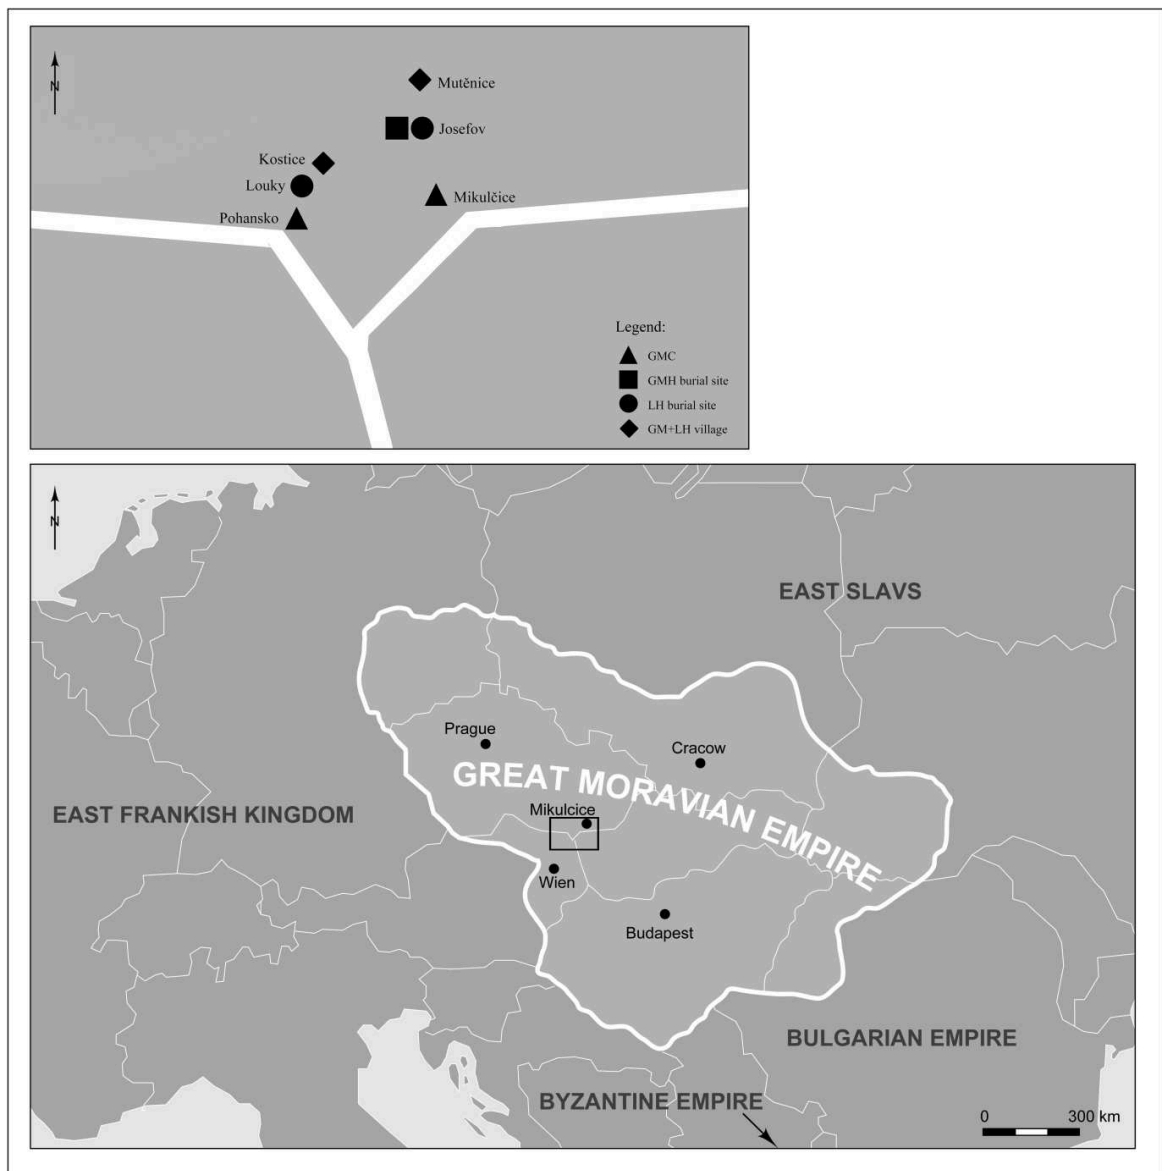 N
Mutěnice
Josefov
Kostice
Louky
Mikulčice
Pohansko
Legend:
GMC
GMH burial site
LH burial site
GM+LH village
N
EAST SLAVS
Prague
Cracow
GREAT MORAVIAN EMPIRE
Mikulcice
EAST FRANKISH KINGDOM
Wien
Budapest
BULGARIAN EMPIRE
BYZANTINE EMPIRE
0 300 km